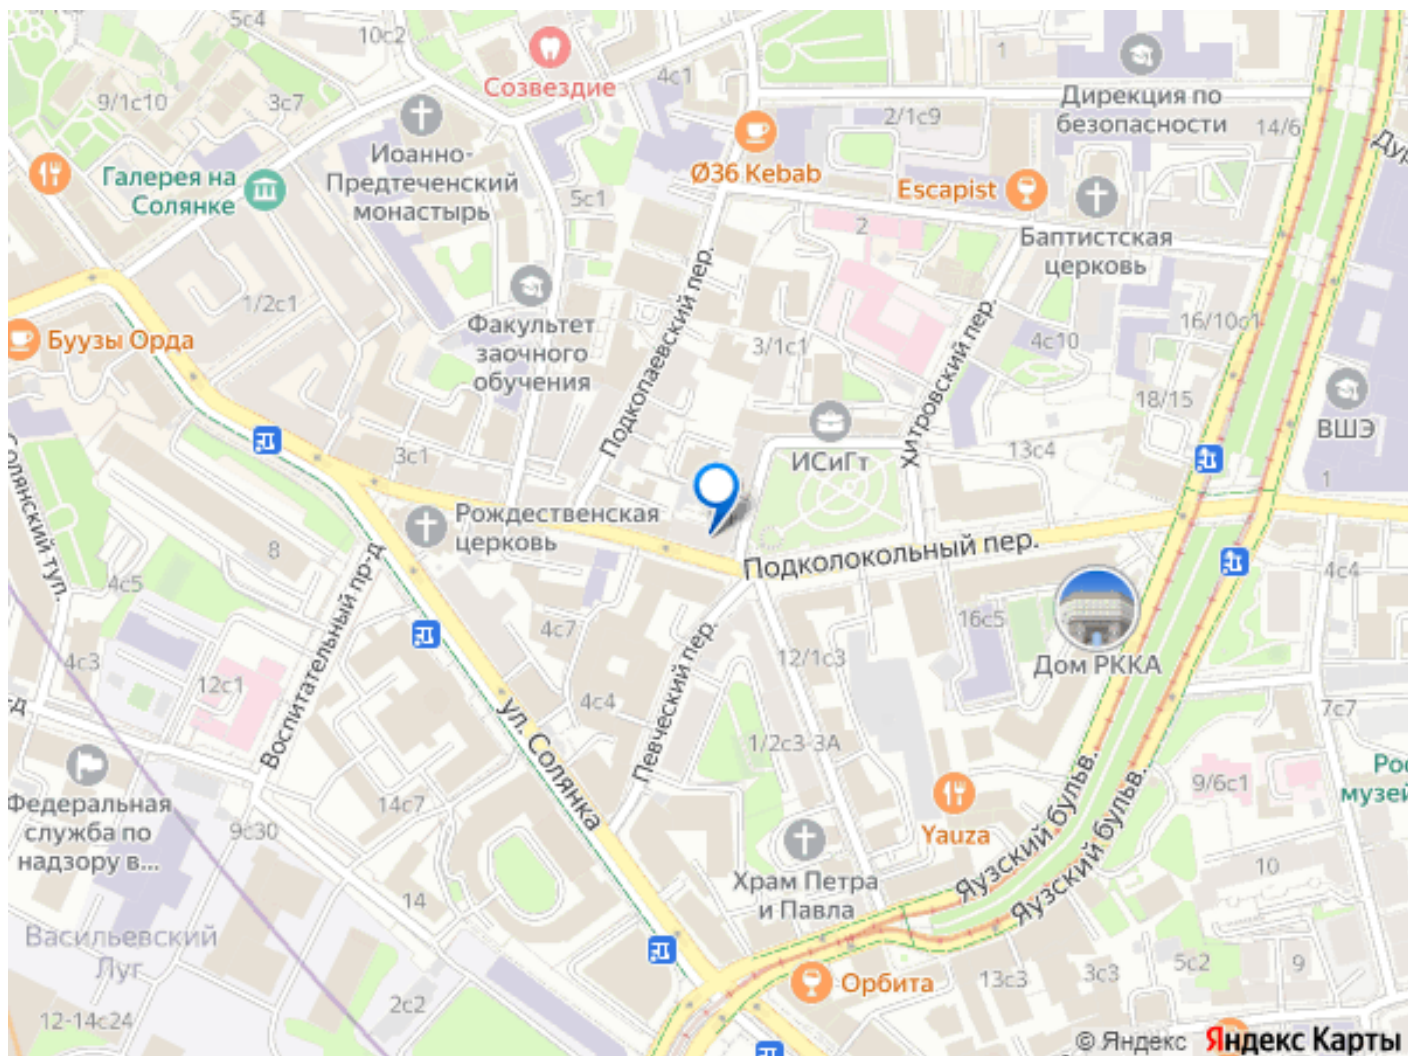 5с4
10с2
Созвездие
4с1
1
Дирекция по
безопасности
14/6
9/1с10
3с7
2/1с9
Иоанно-
Предтеченский
монастырь
Галерея на
Солянке
Ø36 Kebab
Escapist
5с1
2
Баптистская
церковь
1/2с1
Подкопаевский пер.
Хитровский пер.
16/10с1
Буузы Орда
Факультет
заочного
обучения
3/1с1
4с10
18/15
ВШЭ
3с1
ИСиГт
13с4
1
Рождественская
церковь
Солянский туп.
8
Подколокольный пер.
4с5
Воспитательный пр-д
4с4
4с7
16с5
Певческий пер.
12/1с3
Дом РККА
4с3
12с1
4с4
7с7
-д
ул. Солянка
1/2с3-3А
Яузский бульв.
Яузский бульв.
9/6с1
Рос
музей
Федеральная
служба по
надзору в...
14с7
9с30
Yauza
10
Храм Петра
и Павла
14
Васильевский
Луг
Орбита
13с3
3с3
5с2
9
2с2
12-14с24
© Яндекс Яндекс Карты